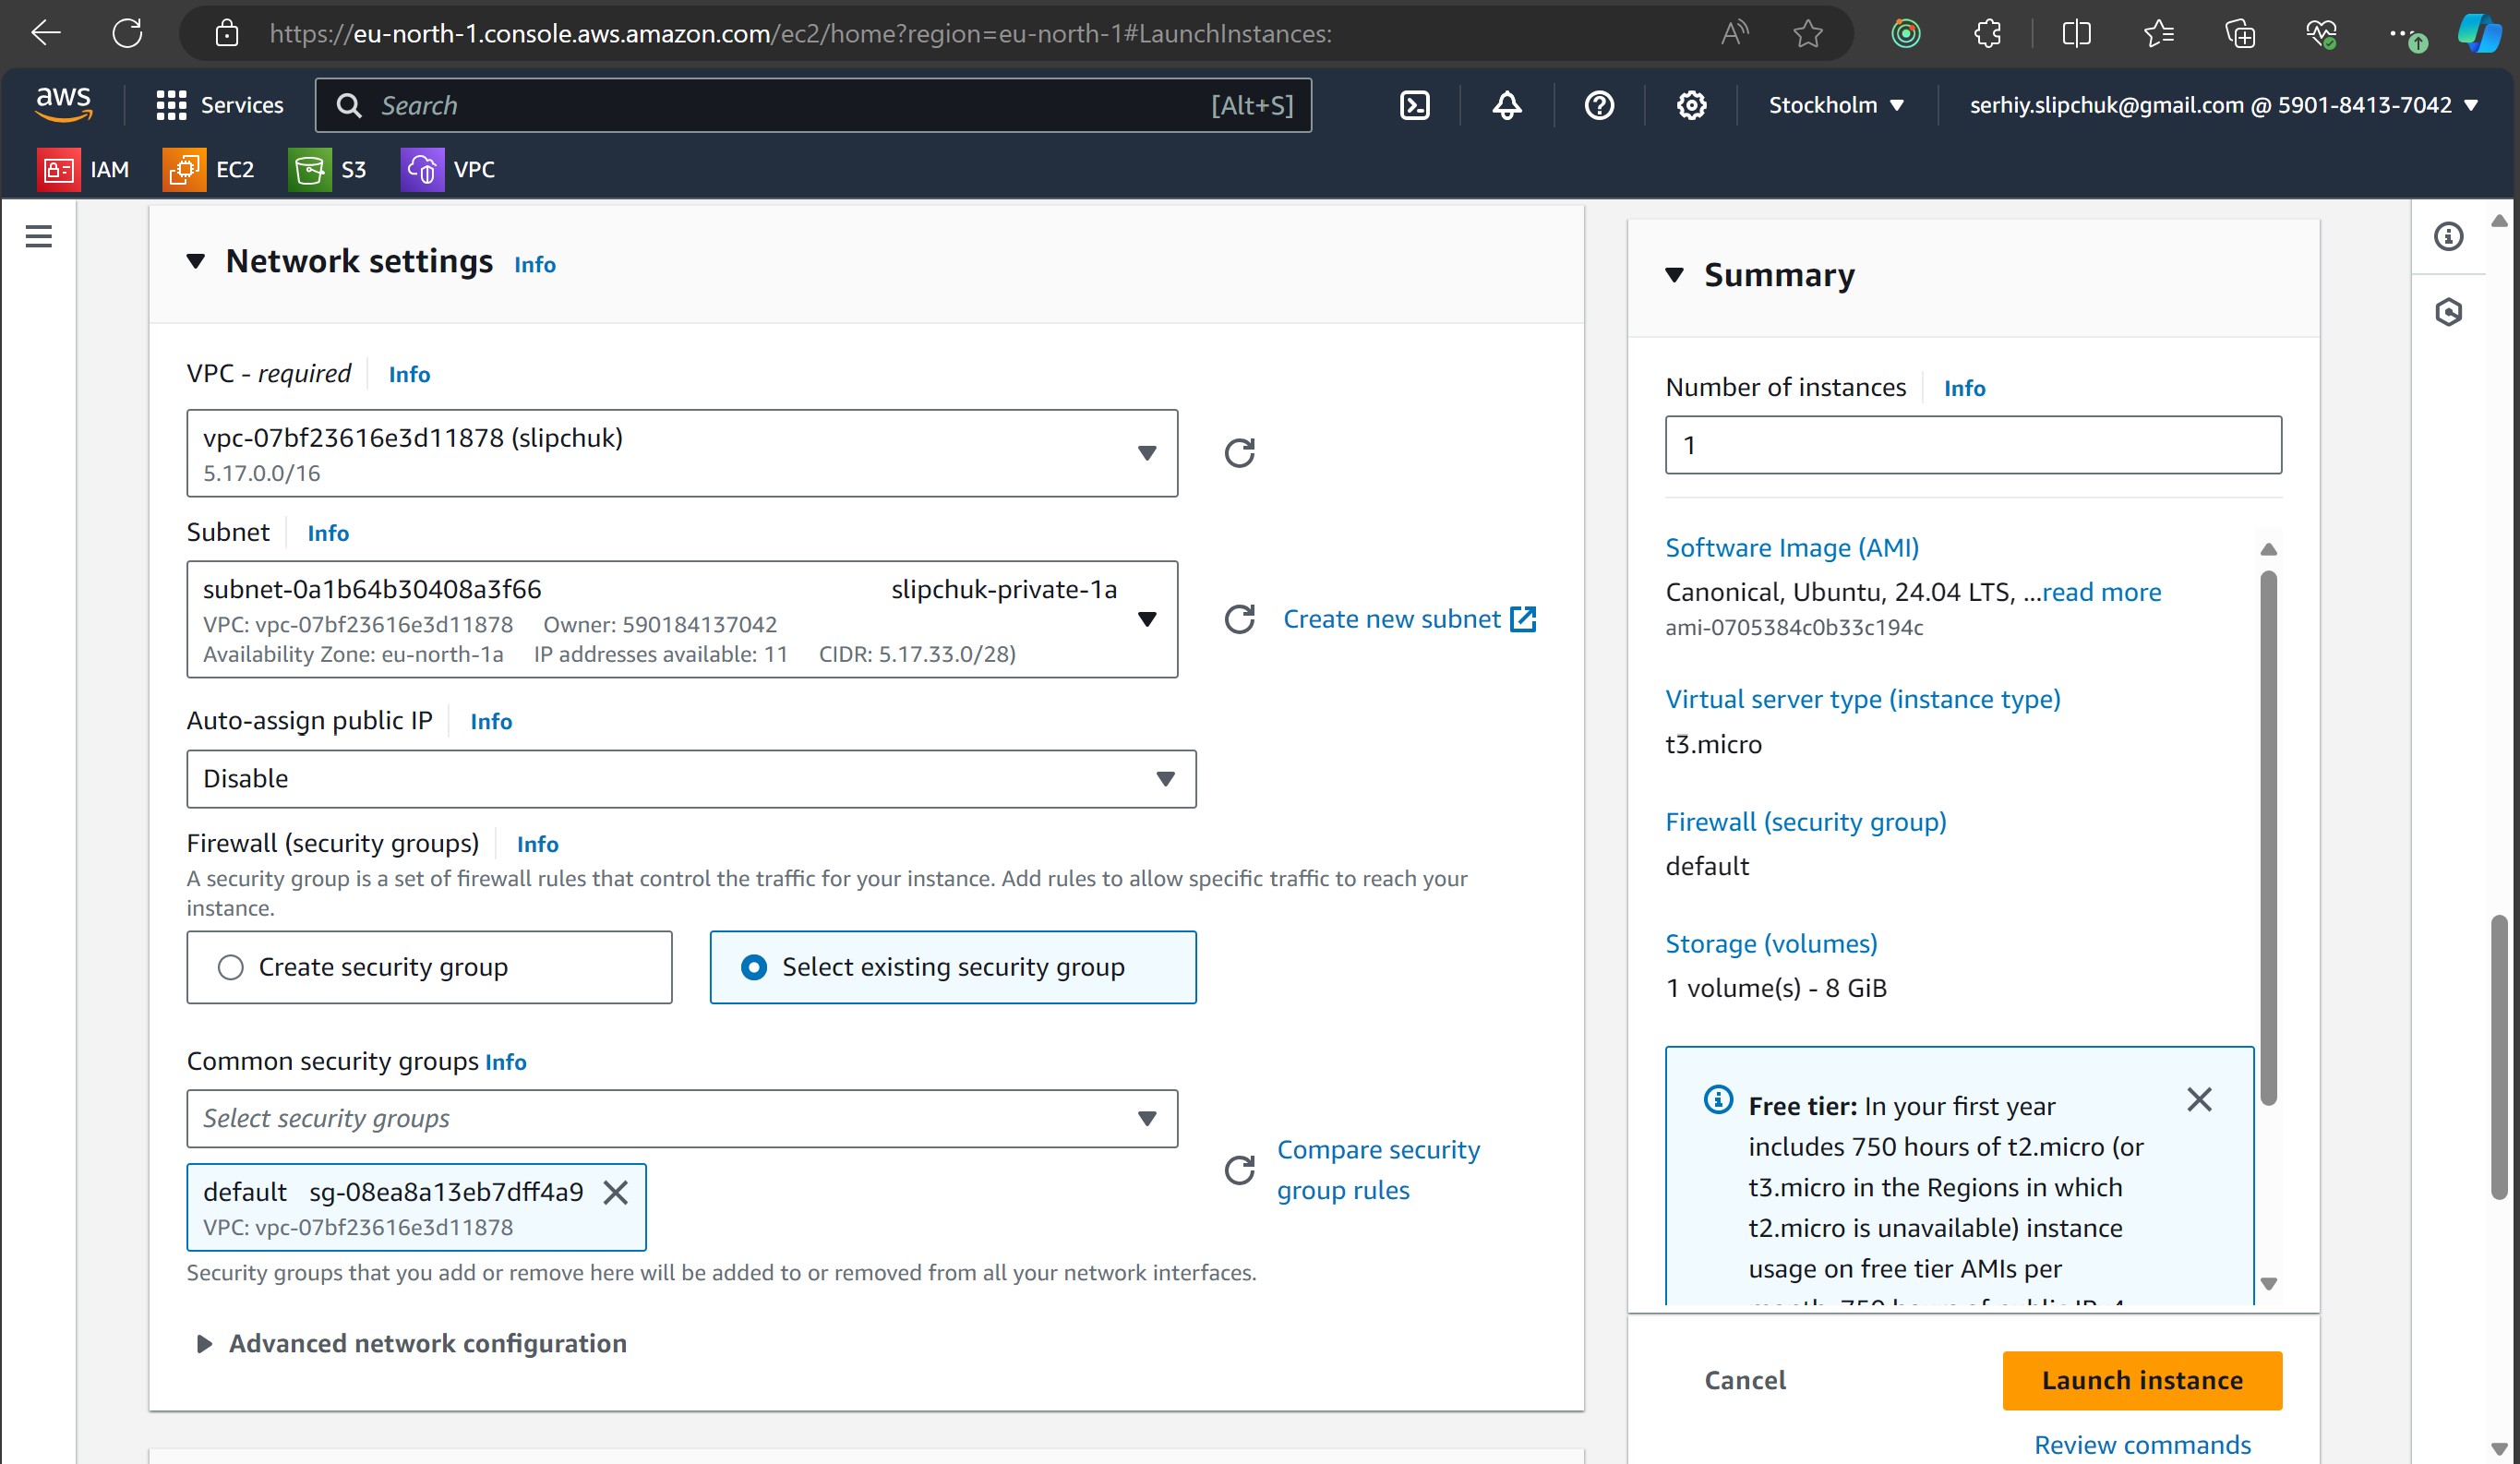 https://eu-north-1.console.aws.amazon.com/ec2/home?region=eu-north-1#LaunchInstances:
aws
Services
Search
[Alt+S]
Stockholm
serhiy.slipchuk@gmail.com @ 5901-8413-7042
IAM
EC2
S3
VPC
Network settings Info
VPC - required Info
vpc-07bf23616e3d11878 (slipchuk)
5.17.0.0/16
Subnet Info
subnet-0a1b64b30408a3f66 slipchuk-private-1a
VPC: vpc-07bf23616e3d11878 Owner: 590184137042
Availability Zone: eu-north-1a IP addresses available: 11 CIDR: 5.17.33.0/28)
Create new subnet
Auto-assign public IP Info
Disable
Firewall (security groups) Info
A security group is a set of firewall rules that control the traffic for your instance. Add rules to allow specific traffic to reach your
instance.
Create security group
Select existing security group
Common security groups Info
Select security groups
Compare security
group rules
default sg-08ea8a13eb7dff4a9
VPC: vpc-07bf23616e3d11878
Security groups that you add or remove here will be added to or removed from all your network interfaces.
Advanced network configuration
Summary
Number of instances Info
1
Software Image (AMI)
Canonical, Ubuntu, 24.04 LTS, ...read more
ami-0705384c0b33c194c
Virtual server type (instance type)
t3.micro
Firewall (security group)
default
Storage (volumes)
1 volume(s) - 8 GiB
Free tier: In your first year
includes 750 hours of t2.micro (or
t3.micro in the Regions in which
t2.micro is unavailable) instance
usage on free tier AMIs per
Cancel
Launch instance
Review commands